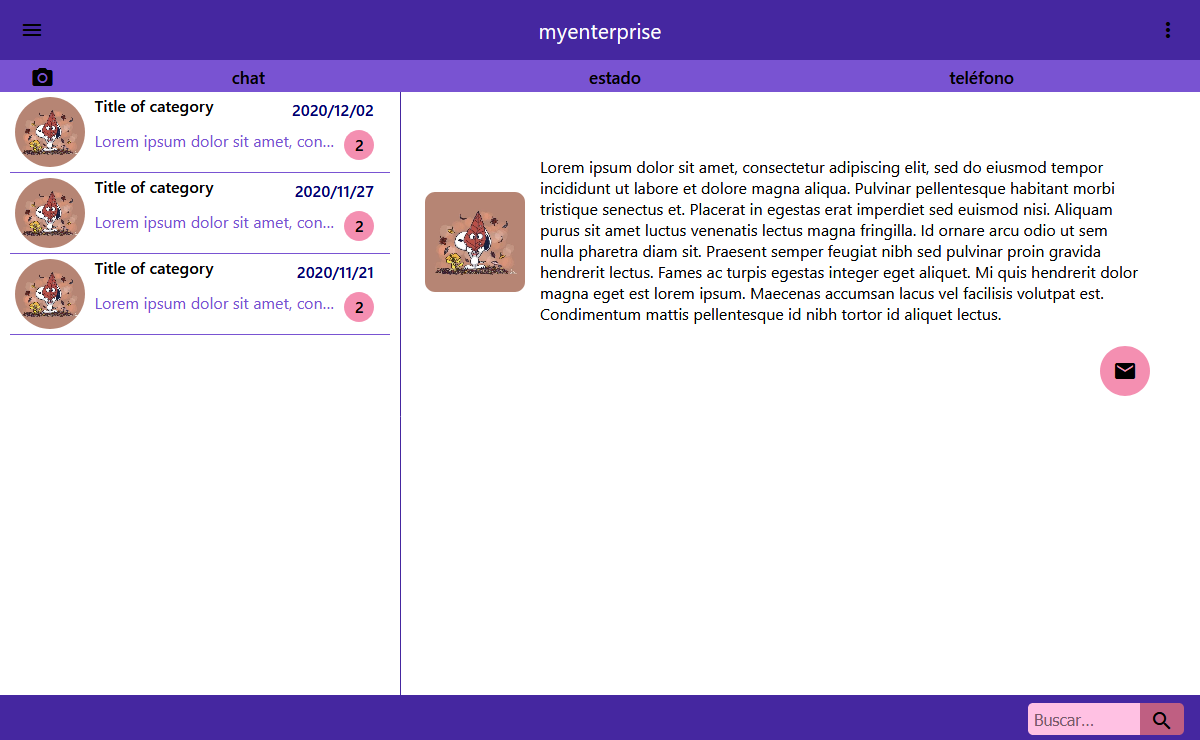 myenterprise
chat
estado
teléfono
Title of category
2020/12/02
Lorem ipsum dolor sit amet, con...
2
Title of category
2020/11/27
Lorem ipsum dolor sit amet, con...
2
Title of category
2020/11/21
Lorem ipsum dolor sit amet, con...
2
Lorem ipsum dolor sit amet, consectetur adipiscing elit, sed do eiusmod tempor
incididunt ut labore et dolore magna aliqua. Pulvinar pellentesque habitant morbi
tristique senectus et. Placerat in egestas erat imperdiet sed euismod nisi. Aliquam
purus sit amet luctus venenatis lectus magna fringilla. Id ornare arcu odio ut sem
nulla pharetra diam sit. Praesent semper feugiat nibh sed pulvinar proin gravida
hendrerit lectus. Fames ac turpis egestas integer eget aliquet. Mi quis hendrerit dolor
magna eget est lorem ipsum. Maecenas accumsan lacus vel facilisis volutpat est.
Condimentum mattis pellentesque id nibh tortor id aliquet lectus.
Buscar...